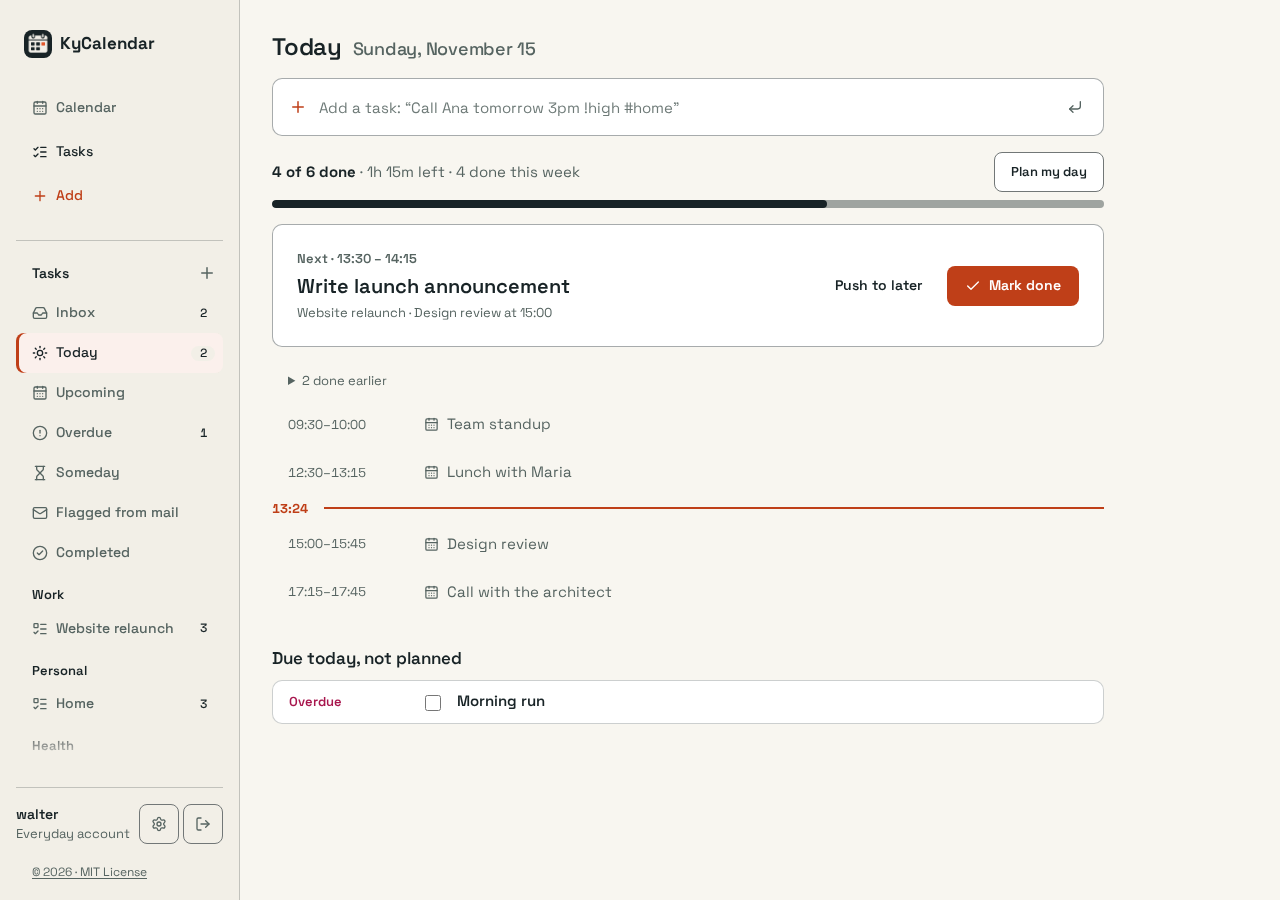 KyCalendar
Calendar
Tasks
Add
Tasks
Inbox 2
Today 2
Upcoming
Overdue 1
Someday
Flagged from mail
Completed
Work
Website relaunch 3
Personal
Home 3
Health
walter
Everyday account
© 2026 · MIT License
Today Sunday, November 15
Add a task: “Call Ana tomorrow 3pm !high #home”
4 of 6 done · 1h 15m left · 4 done this week
Plan my day
Next · 13:30 – 14:15
Write launch announcement
Website relaunch · Design review at 15:00
Push to later
Mark done
2 done earlier
09:30–10:00 Team standup
12:30–13:15 Lunch with Maria
13:24
15:00–15:45 Design review
17:15–17:45 Call with the architect
Due today, not planned
Overdue Morning run